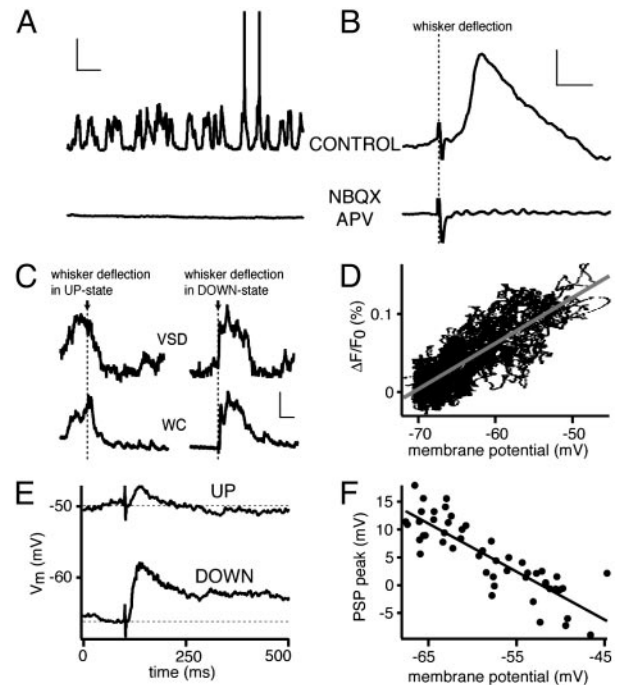 A
B
whisker deflection
CONTROL
NBQX
APV
C
whisker deflection
in UP-state
whisker deflection
in DOWN-state
VSD
WC
D
ΔF/F0 (%)
0.1
0
-70 -60 -50
membrane potential (mV)
E
UP
DOWN
Vm (mV)
-50
-60
0 250 500
time (ms)
F
PSP peak (mV)
15
10
5
0
-5
-65 -55 -45
membrane potential (mV)